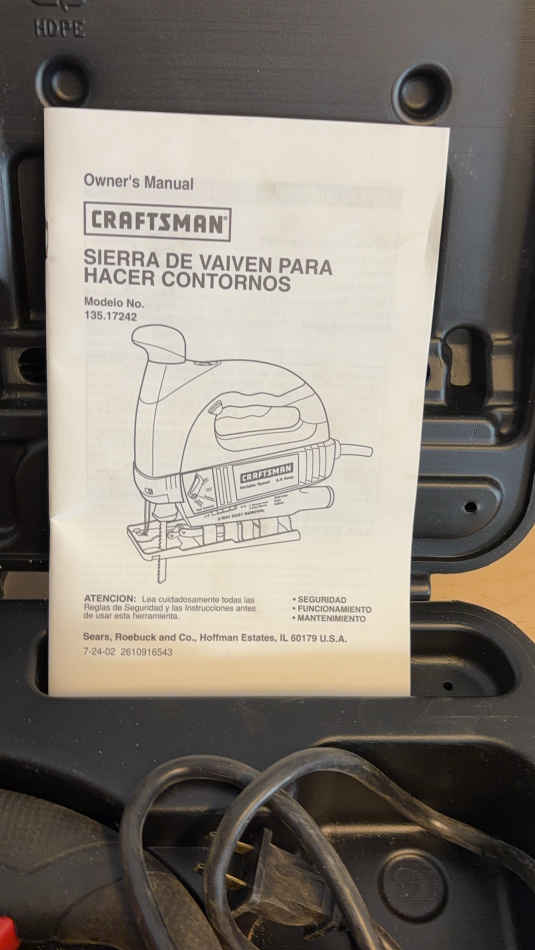 HDPE
Owner's Manual
CRAFTSMAN®
SIERRA DE VAIVEN PARA
HACER CONTORNOS
Modelo No.
135.17242
CRAFTSMAN
Variable Speed
ATENCION: Lea cuidadosamente todas las
Reglas de Seguridad y las Instrucciones antes
de usar esta herramienta.
• SEGURIDAD
• FUNCIONAMIENTO
• MANTENIMIENTO
Sears, Roebuck and Co., Hoffman Estates, IL 60179 U.S.A.
7-24-02 2610916543